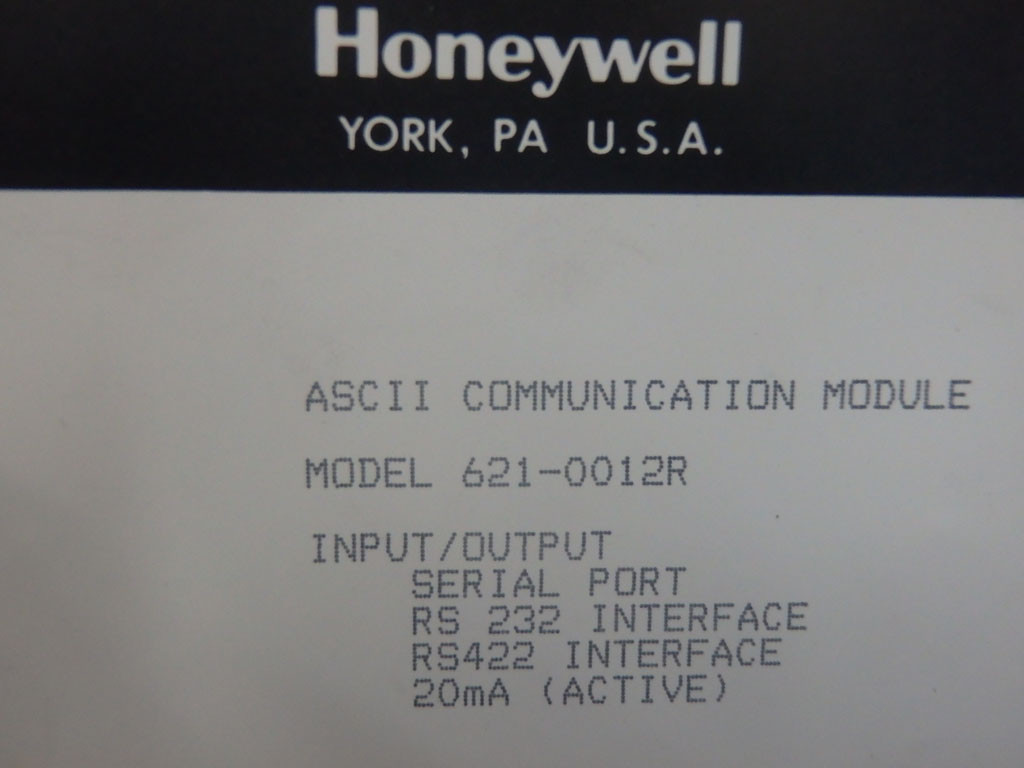 Honeywell
YORK, PA U.S.A.
ASCII COMMUNICATION MODULE
MODEL 621-0012R
INPUT/OUTPUT
SERIAL PORT
RS 232 INTERFACE
RS422 INTERFACE
20mA (ACTIVE)